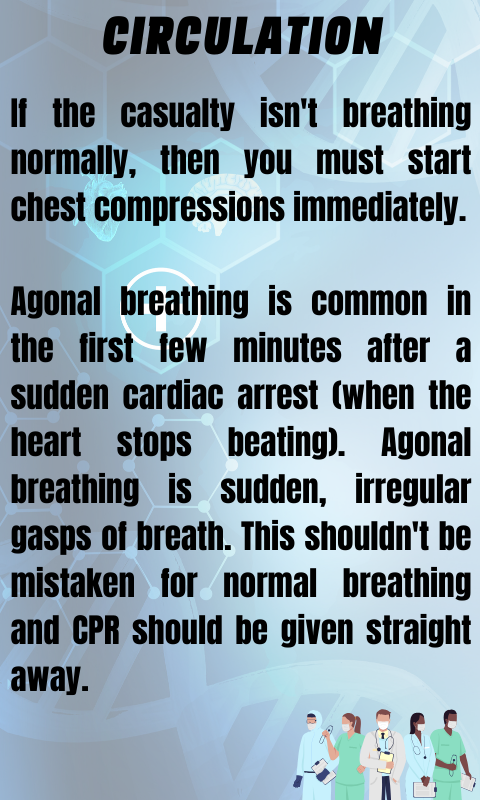 CIRCULATION
If the casualty isn't breathing
normally, then you must start
chest compressions immediately.
Agonal breathing is common in
the first few minutes after a
sudden cardiac arrest (when the
heart stops beating). Agonal
breathing is sudden, irregular
gasps of breath. This shouldn't be
mistaken for normal breathing
and CPR should be given straight
away.